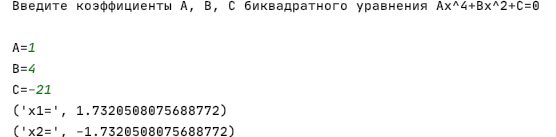 Введите коэффициенты A, B, C биквадратного уравнения Ax^4+Bx^2+C=0
A=1
B=4
C=-21
('x1=', 1.7320508075688772)
('x2=', -1.7320508075688772)